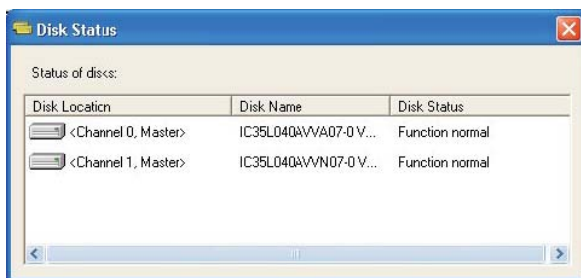 Disk Status
Status of discs:
Disk Location Disk Name Disk Status
<Channel 0, Master> IC35L040AVVA07-0 V... Function normal
<Channel 1, Master> IC35L040AVVN07-0 V... Function normal